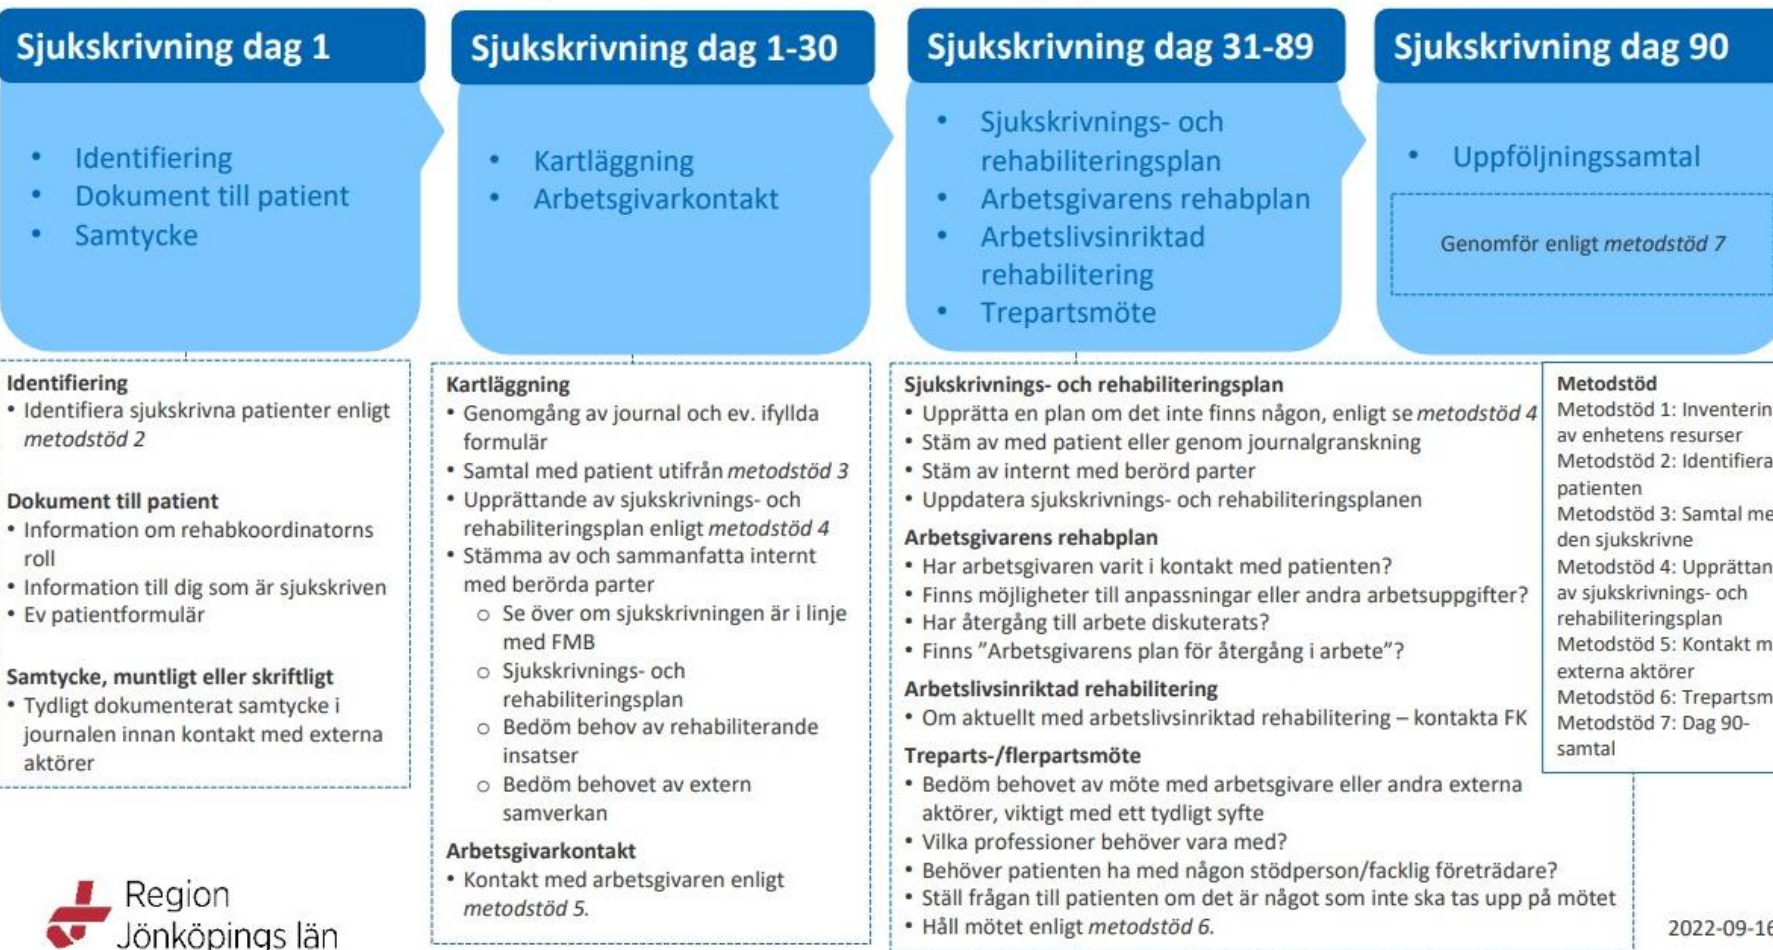 Sjukskrivning dag 1
Identifiering
Dokument till patient
Samtycke
Sjukskrivning dag 1-30
Kartläggning
Arbetsgivarkontakt
Sjukskrivning dag 31-89
Sjukskrivnings- och
rehabiliteringsplan
Arbetsgivarens rehabplan
Arbetslivsinriktad
rehabilitering
Trepartsmöte
Sjukskrivning dag 90
Uppföljningssamtal
Genomför enligt metodstöd 7
Identifiering
• Identifiera sjukskrivna patienter enligt
metodstöd 2
Dokument till patient
• Information om rehabkoordinatorns
roll
• Information till dig som är sjukskriven
• Ev patientformulär
Samtycke, muntligt eller skriftligt
• Tydligt dokumenterat samtycke i
journalen innan kontakt med externa
aktörer
Kartläggning
• Genomgång av journal och ev. ifyllda
formulär
• Samtal med patient utifrån metodstöd 3
• Upprättande av sjukskrivnings- och
rehabiliteringsplan enligt metodstöd 4
• Stämma av och sammanfatta internt
med berörda parter
o Se över om sjukskrivningen är i linje
med FMB
o Sjukskrivnings- och
rehabiliteringsplan
o Bedöm behov av rehabiliterande
insatser
o Bedöm behovet av extern
samverkan
Arbetsgivarkontakt
• Kontakt med arbetsgivaren enligt
metodstöd 5.
Sjukskrivnings- och rehabiliteringsplan
• Upprätta en plan om det inte finns någon, enligt se metodstöd 4
• Stäm av med patient eller genom journalgranskning
• Stäm av internt med berörd parter
• Uppdatera sjukskrivnings- och rehabiliteringsplanen
Arbetsgivarens rehabplan
• Har arbetsgivaren varit i kontakt med patienten?
• Finns möjligheter till anpassningar eller andra arbetsuppgifter?
• Har återgång till arbete diskuterats?
• Finns ”Arbetsgivarens plan för återgång i arbete”?
Arbetslivsinriktad rehabilitering
• Om aktuellt med arbetslivsinriktad rehabilitering – kontakta FK
Treparts-/flerpartsmöte
• Bedöm behovet av möte med arbetsgivare eller andra externa
aktörer, viktigt med ett tydligt syfte
• Vilka professioner behöver vara med?
• Behöver patienten ha med någon stödperson/facklig företrädare?
• Ställ frågan till patienten om det är något som inte ska tas upp på mötet
• Håll mötet enligt metodstöd 6.
Metodstöd
Metodstöd 1: Inventerin
av enhetens resurser
Metodstöd 2: Identifiera
patienten
Metodstöd 3: Samtal me
den sjukskrivne
Metodstöd 4: Upprättan
av sjukskrivnings- och
rehabiliteringsplan
Metodstöd 5: Kontakt m
externa aktörer
Metodstöd 6: Trepartsm
Metodstöd 7: Dag 90-
samtal
Region
Jönköpings län
2022-09-16